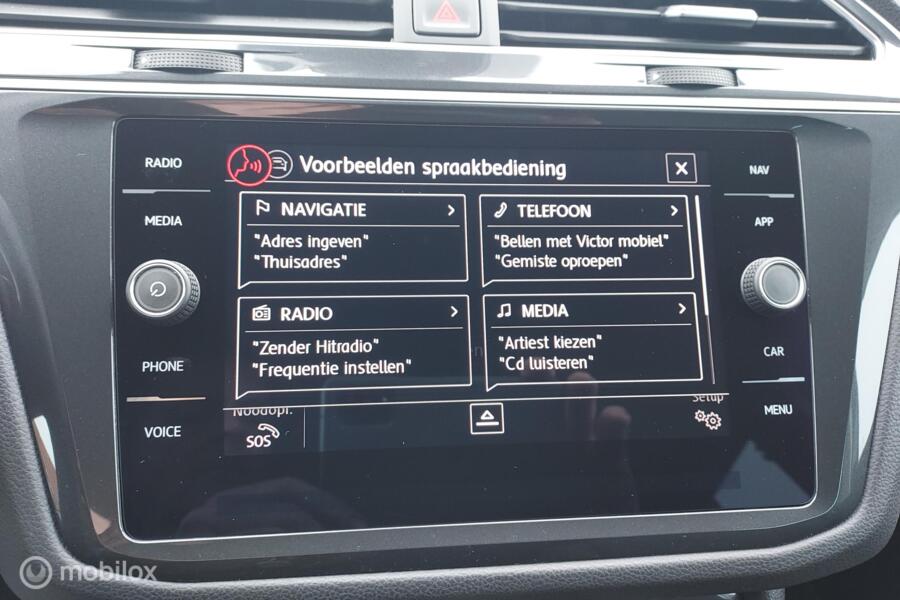 RADIO
MEDIA
PHONE
VOICE
Voorbeelden spraakbediening
X
NAVIGATIE
"Adres ingeven"
"Thuisadres"
TELEFOON
"Bellen met Victor mobiel"
"Gemiste oproepen"
RADIO
"Zender Hitradio"
"Frequentie instellen"
MEDIA
"Artiest kiezen"
"Cd luisteren"
Noodopr.
SOS
Setup
NAV
APP
CAR
MENU
mobilox